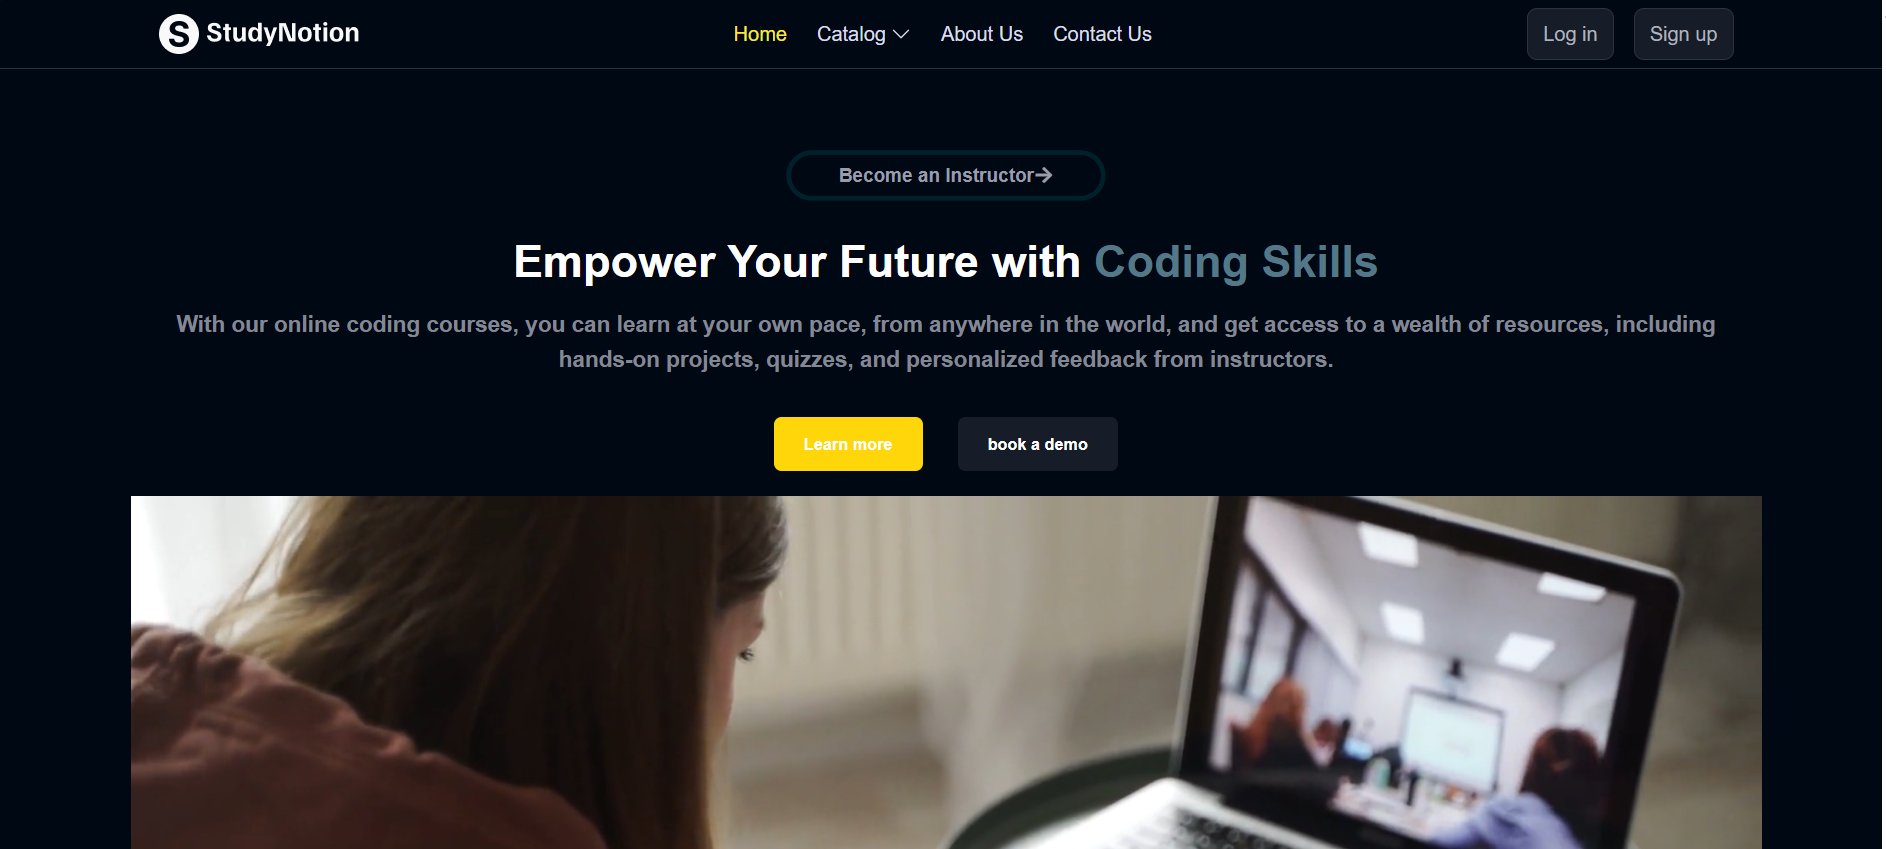 S StudyNotion
Home
Catalog
About Us
Contact Us
Log in
Sign up
Become an Instructor
Empower Your Future with Coding Skills
With our online coding courses, you can learn at your own pace, from anywhere in the world, and get access to a wealth of resources, including
hands-on projects, quizzes, and personalized feedback from instructors.
Learn more
book a demo